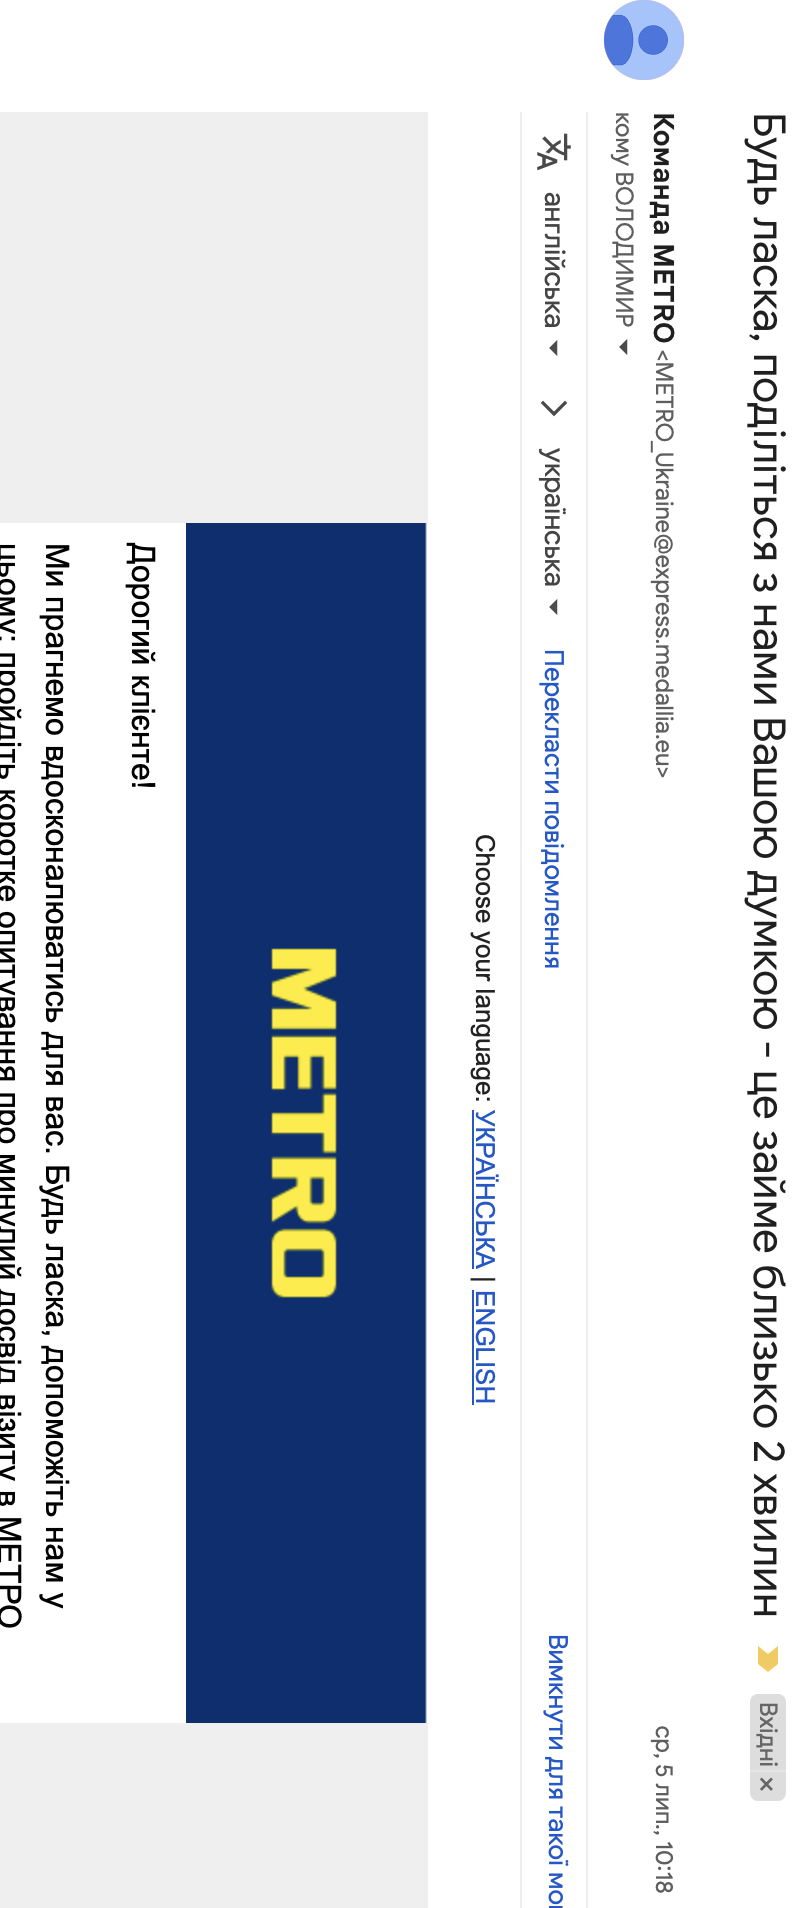 Будь ласка, поділіться з нами Вашою думкою - це займе близько 2 хвилин Вхідні ×
Команда METRO <METRO_Ukraine@express.medallia.eu> ср, 5 лип., 10:18
кому ВОЛОДИМИР
англійська українська Перекласти повідомлення Вимкнути для такої
Choose your language: УКРАЇНСЬКА | ENGLISH
METRO
Дорогий клієнте!
Ми прагнемо вдосконалюватись для вас. Будь ласка, допоможіть нам у
цьому: пройдіть коротке опитування про минулий досвід візиту в МЕТРО